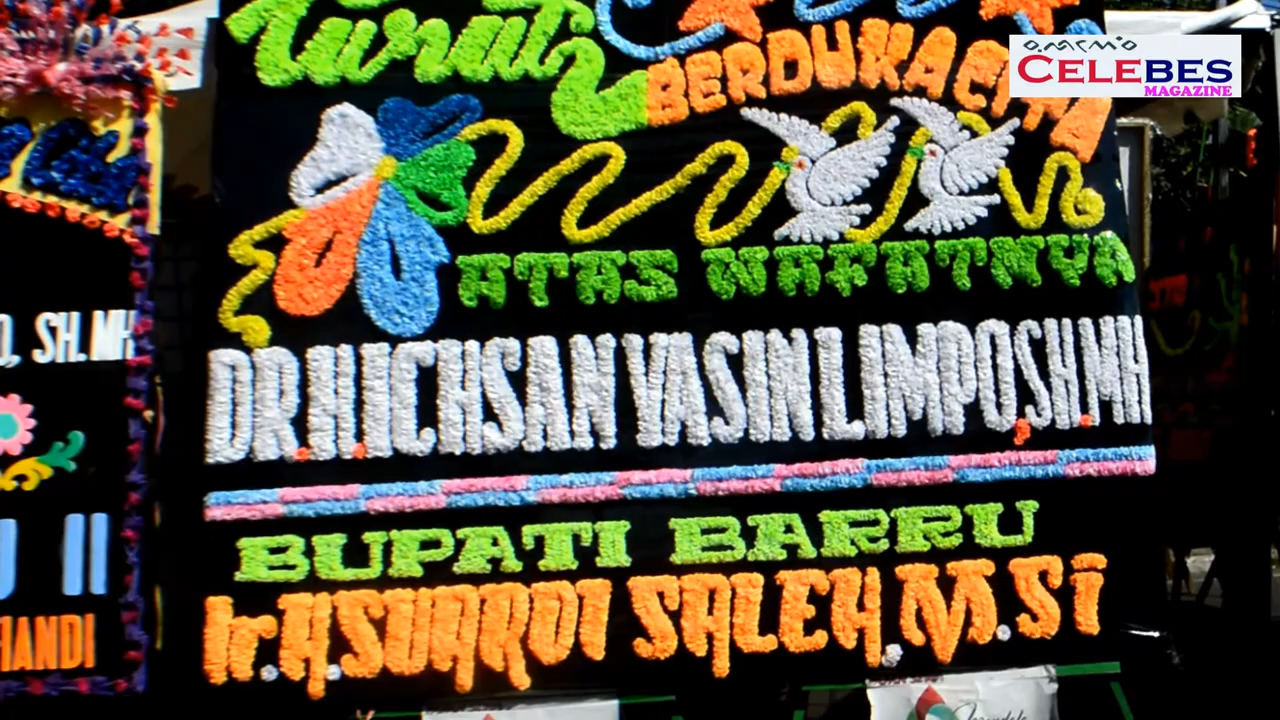 Turut
BERDUKA CITA
CELEBES
MAGAZINE
ATAS WAFATNYA
DR.H.ICHSAN YASIN LIMPO,SH.MH
BUPATI BARRU
Ir.H.SUARDI SALEH.M.Si
, SH.MH
II